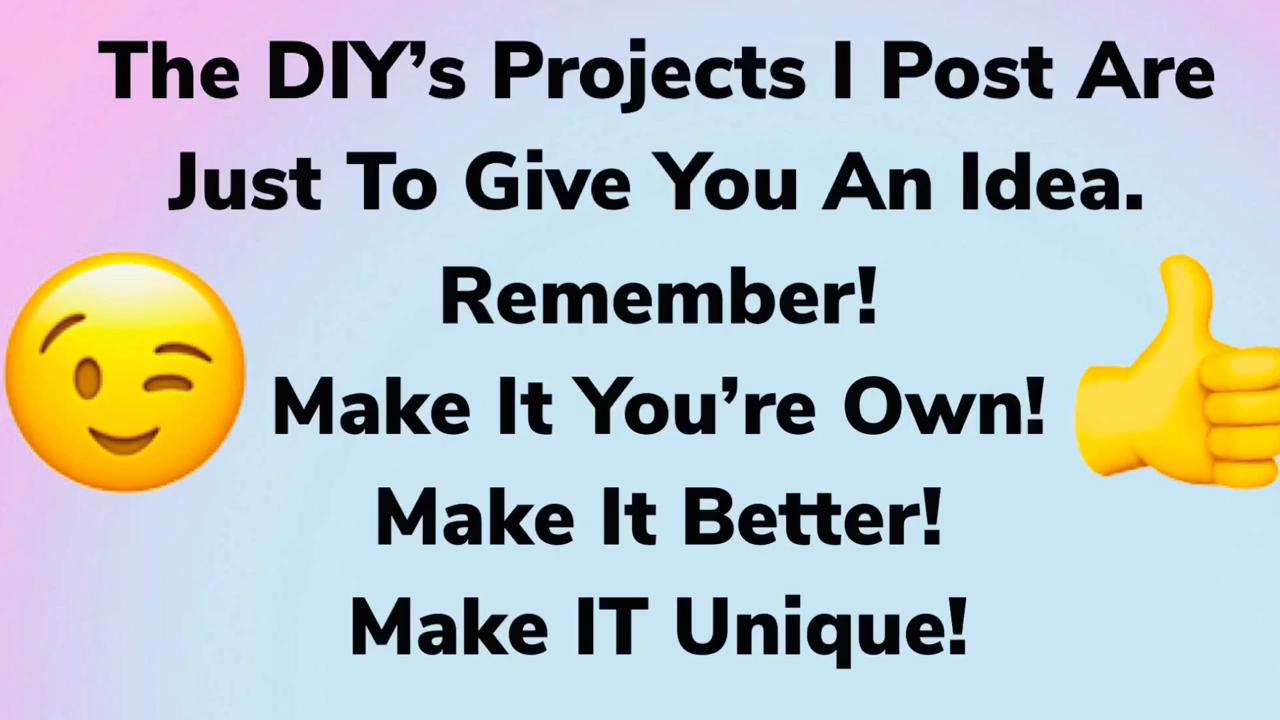 The DIY’s Projects I Post Are
Just To Give You An Idea.
Remember!
Make It You’re Own!
Make It Better!
Make IT Unique!